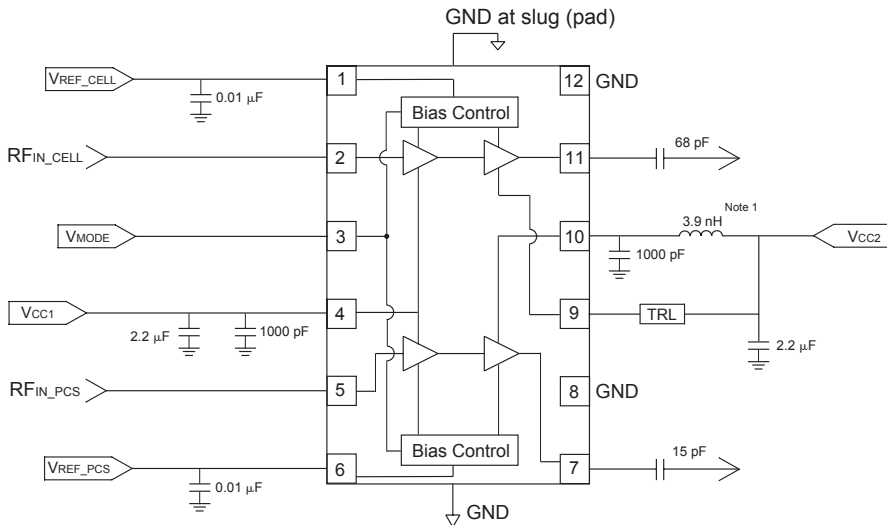 GND at slug (pad)
VREF_CELL
0.01 µF
1
12
GND
Bias Control
RFIN_CELL
2
11
68 pF
VMODE
3
10
1000 pF
3.9 nH
Note 1
VCC2
VCC1
2.2 µF
1000 pF
4
9
TRL
2.2 µF
RFIN_PCS
5
8
GND
Bias Control
VREF_PCS
0.01 µF
6
7
15 pF
GND